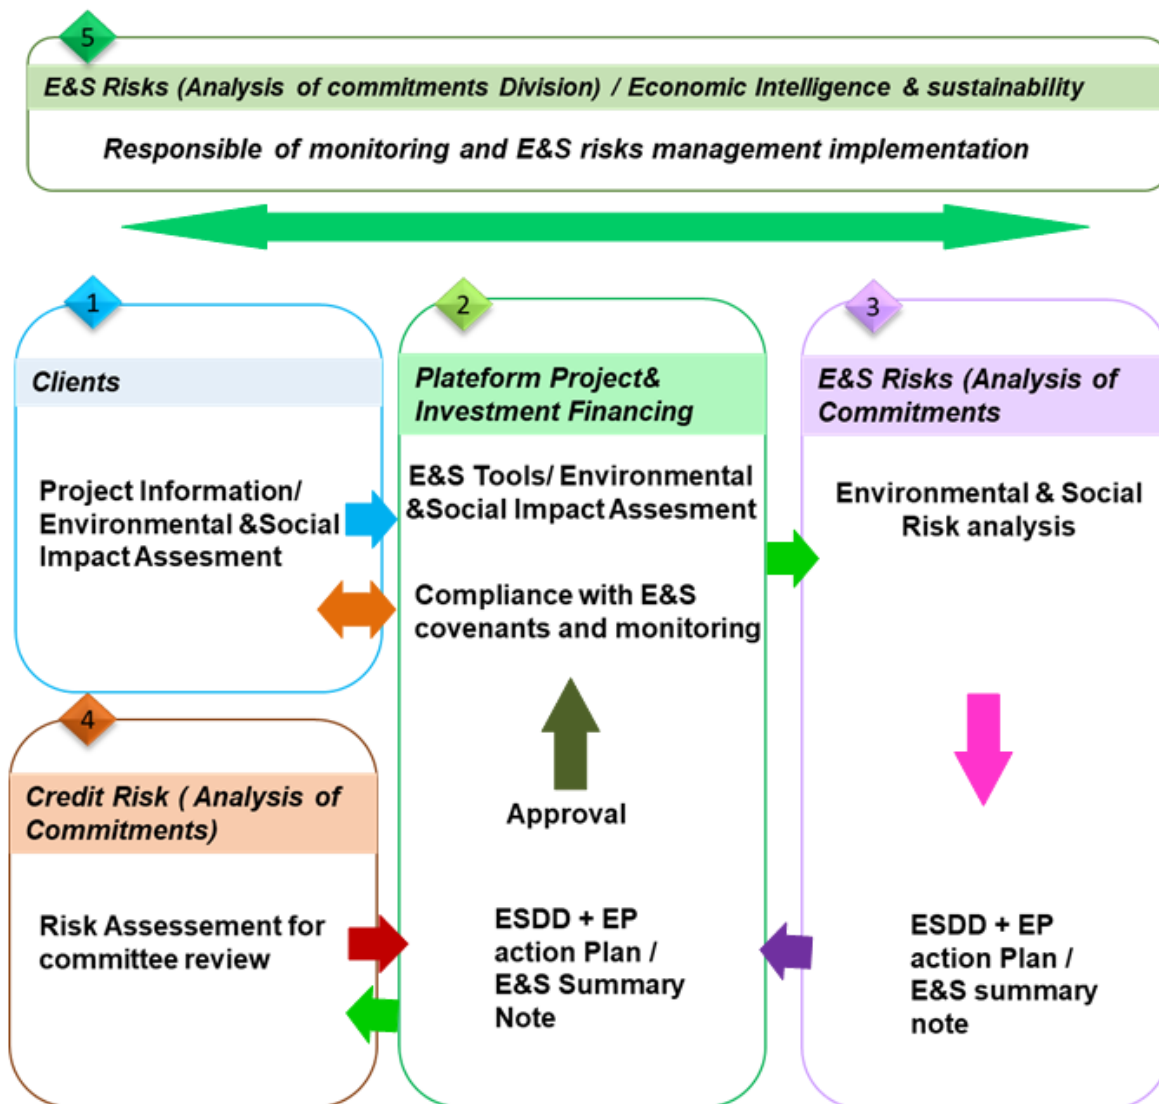 5
E&S Risks (Analysis of commitments Division) / Economic Intelligence & sustainability
Responsible of monitoring and E&S risks management implementation
1
Clients
Project Information/
Environmental &Social
Impact Assesment
2
Plateform Project&
Investment Financing
E&S Tools/ Environmental
&Social Impact Assesment
Compliance with E&S
covenants and monitoring
Approval
ESDD + EP
action Plan /
E&S Summary
Note
3
E&S Risks (Analysis of
Commitments
Environmental & Social
Risk analysis
ESDD + EP
action Plan /
E&S summary
note
4
Credit Risk ( Analysis of
Commitments)
Risk Assessement for
committee review